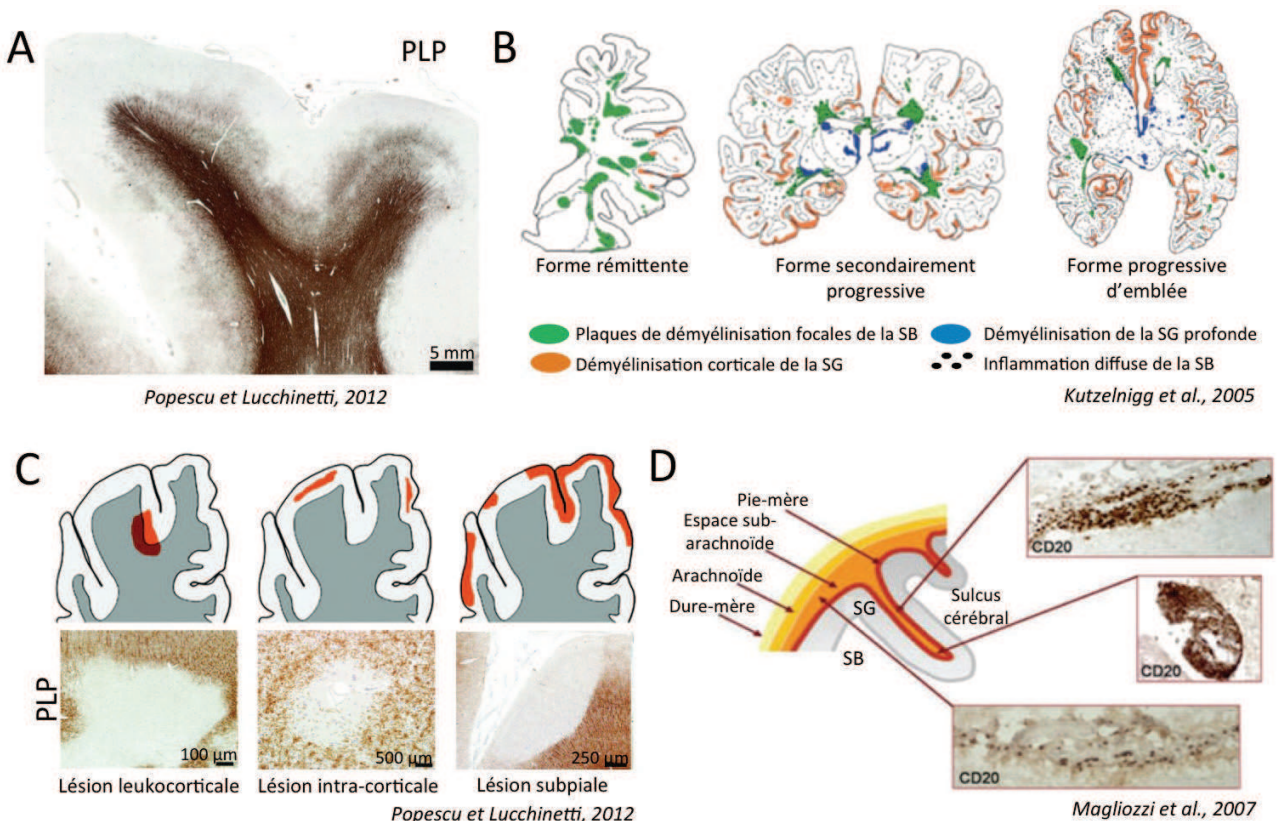 A
PLP
5 mm
Popescu et Lucchinetti, 2012
B
Forme rémittente
Forme secondairement
progressive
Forme progressive
d'emblée
Plaques de démyélinisation focales de la SB
Démyélinisation de la SG profonde
Démyélinisation corticale de la SG
Inflammation diffuse de la SB
Kutzelnigg et al., 2005
C
PLP
100 µm
500 µm
250 µm
Lésion leukocorticale
Lésion intra-corticale
Lésion subpiale
Popescu et Lucchinetti, 2012
D
Pie-mère
Espace sub-
arachnoïde
Arachnoïde
Dure-mère
SG
SB
Sulcus
cérébral
CD20
CD20
CD20
Magliozzi et al., 2007